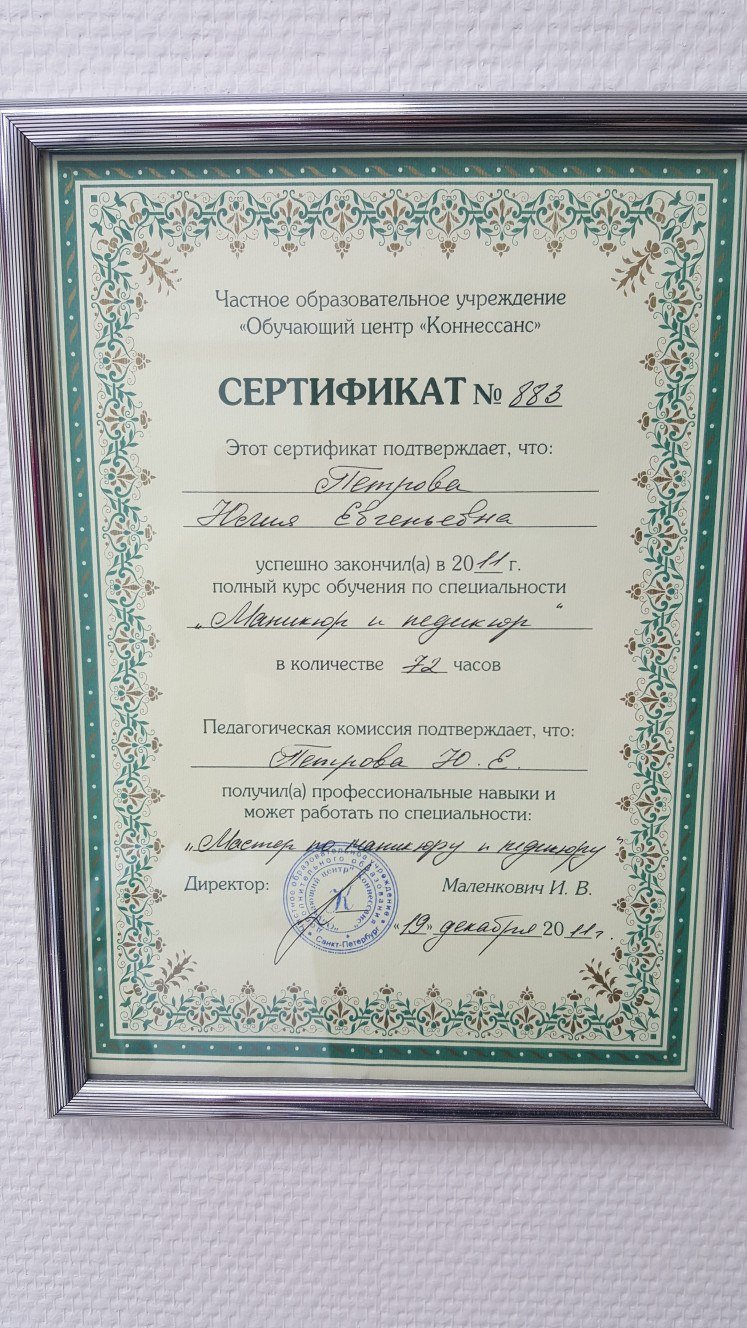 Частное образовательное учреждение
«Обучающий центр «Коннессанс»
СЕРТИФИКАТ № 883
Этот сертификат подтверждает, что:
Петрова
Юлия Евгеньевна
успешно закончил(а) в 2011 г.
полный курс обучения по специальности
„Маникюр и педикюр"
в количестве 72 часов
Педагогическая комиссия подтверждает, что:
Петрова Ю. Е.
получил(а) профессиональные навыки и
может работать по специальности:
„Мастер по маникюру и педикюру"
Директор: Маленкович И. В.
«19» декабря 2011 г.
Санкт-Петербург